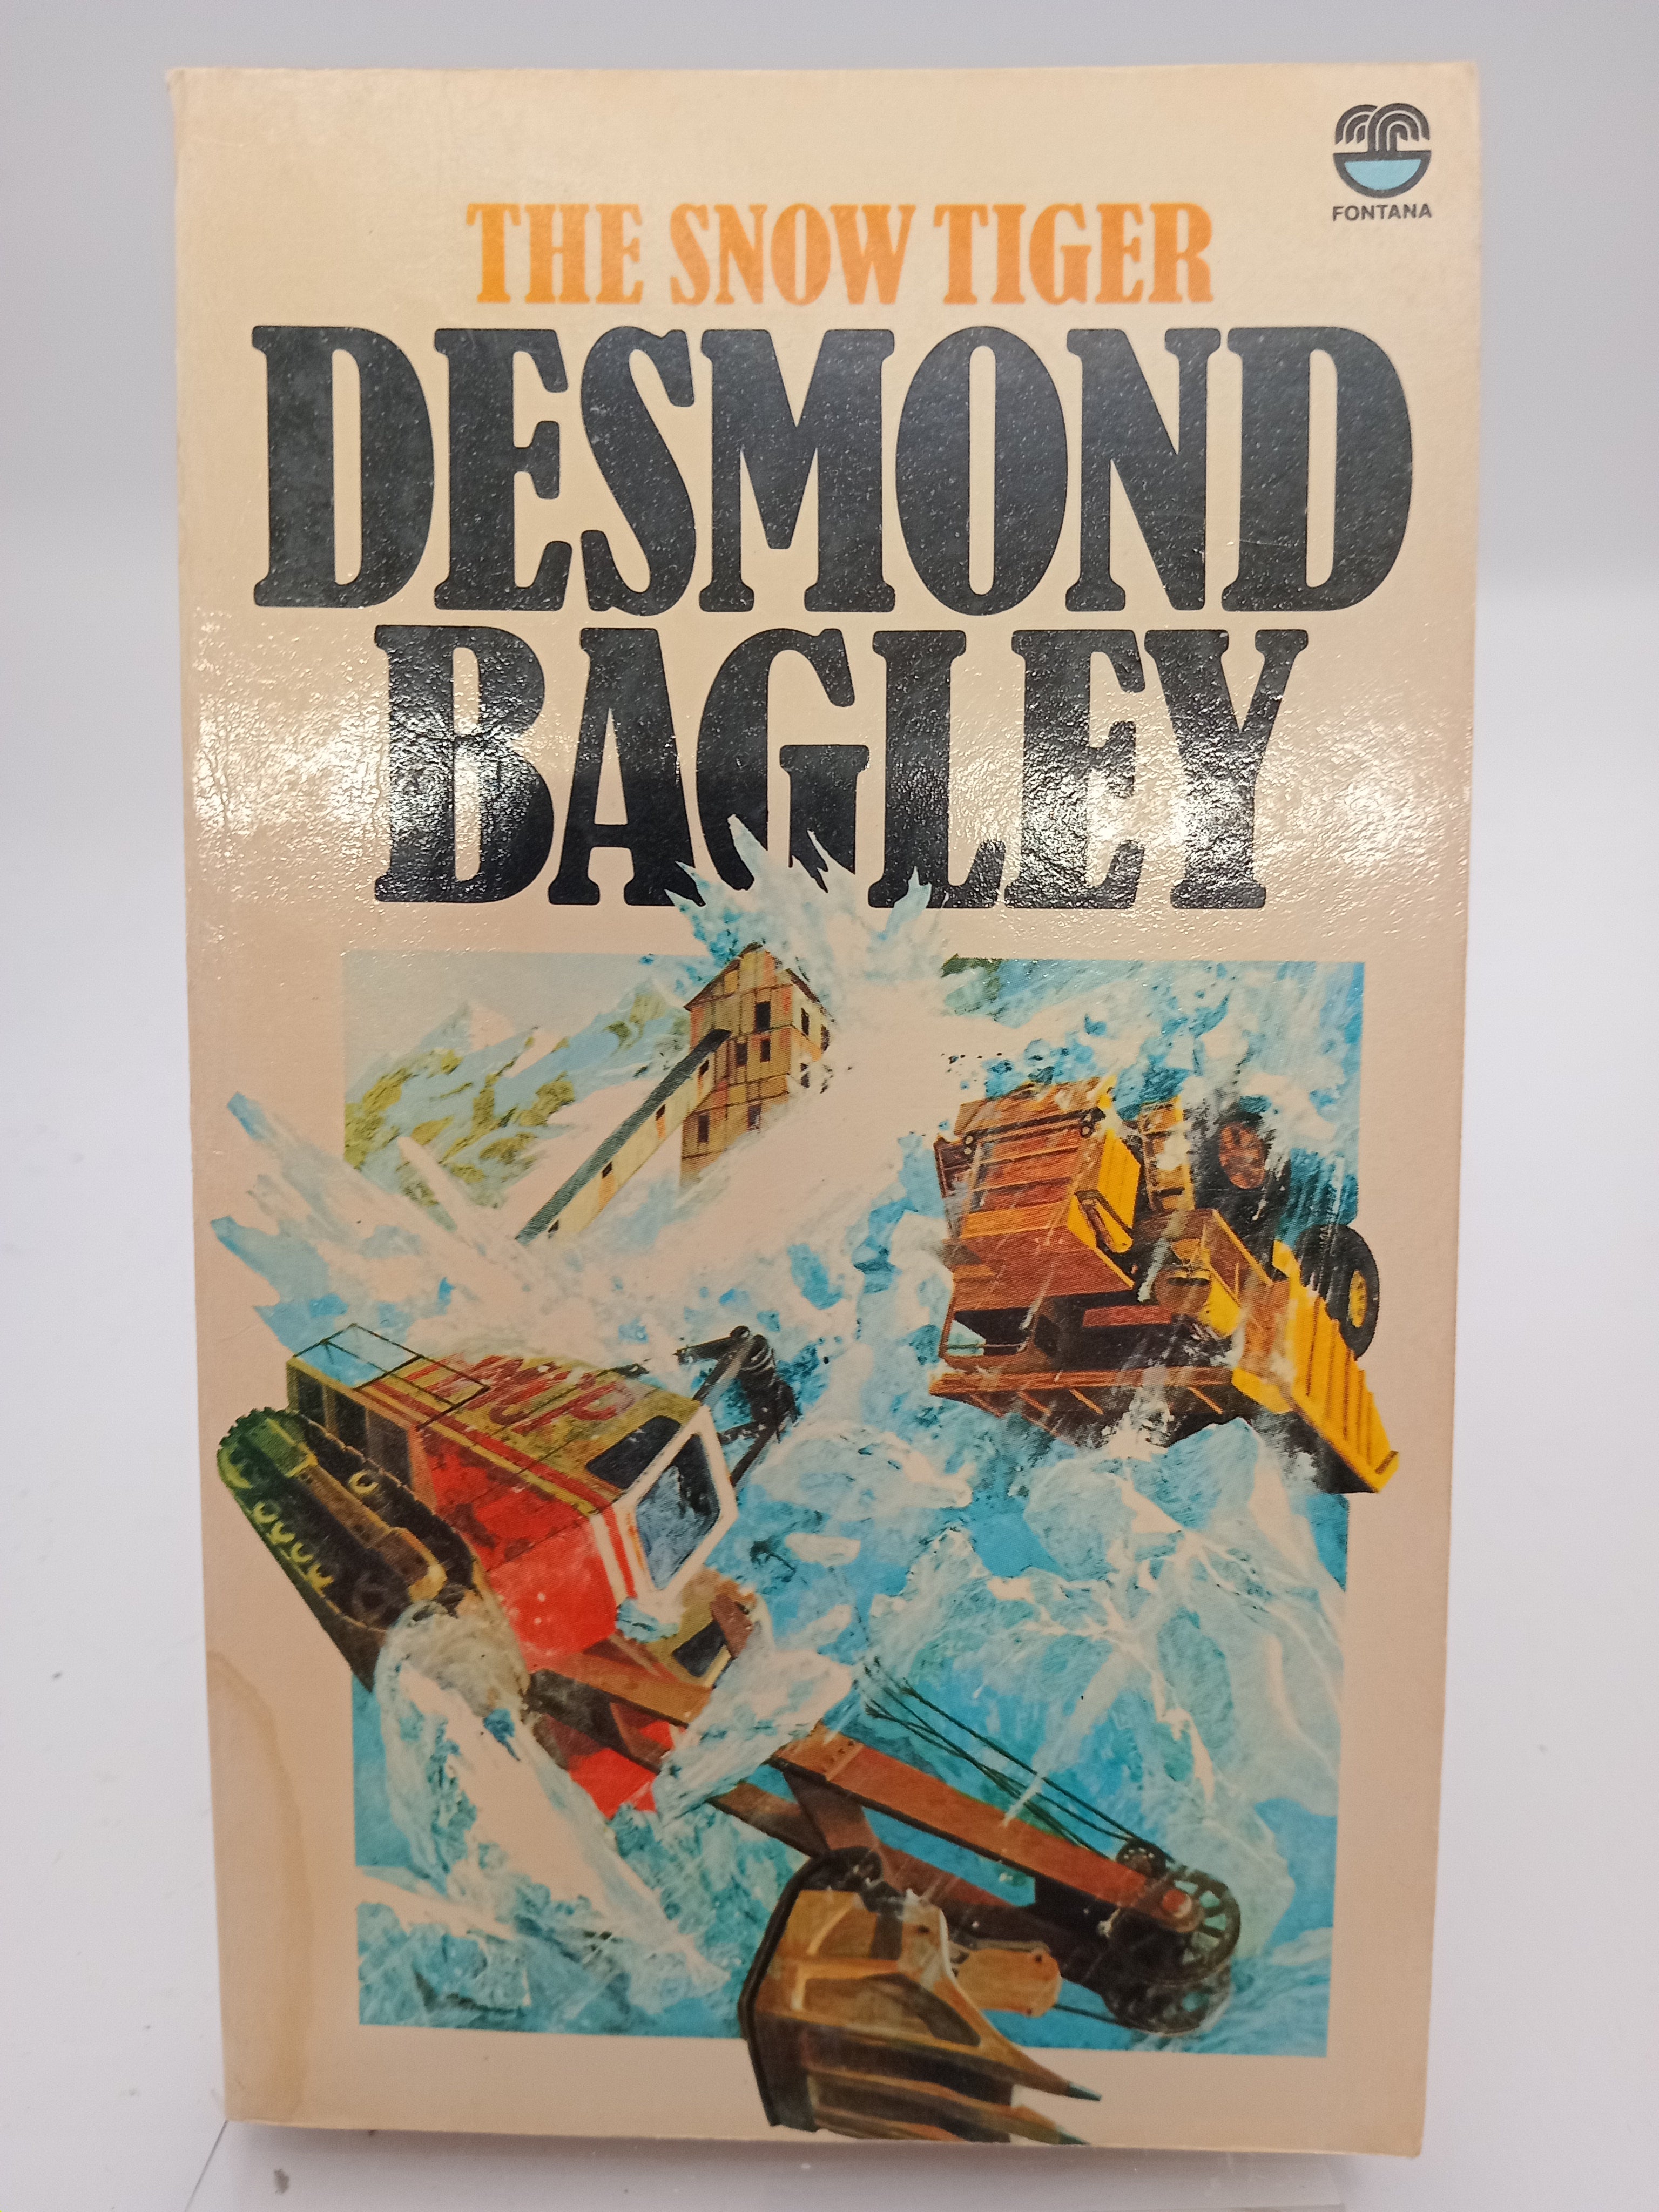 FONTANA
THE SNOW TIGER
DESMOND
BAGLEY